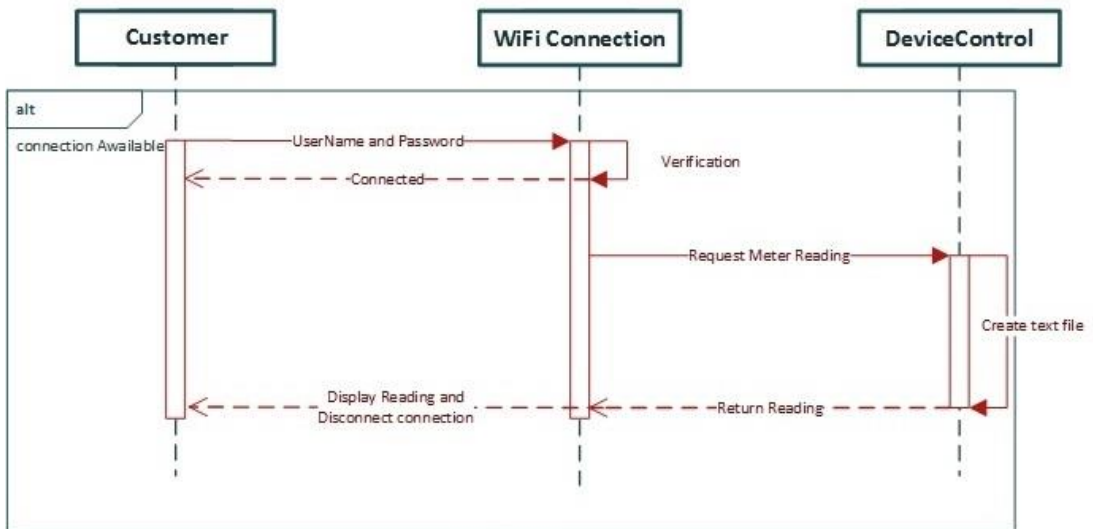 Customer
WiFi Connection
DeviceControl
alt
connection Awailable
UserName and Password
Verification
Connected
Request Meter Reading
Create text file
Display Reading and
Disconnect connection
Return Reading